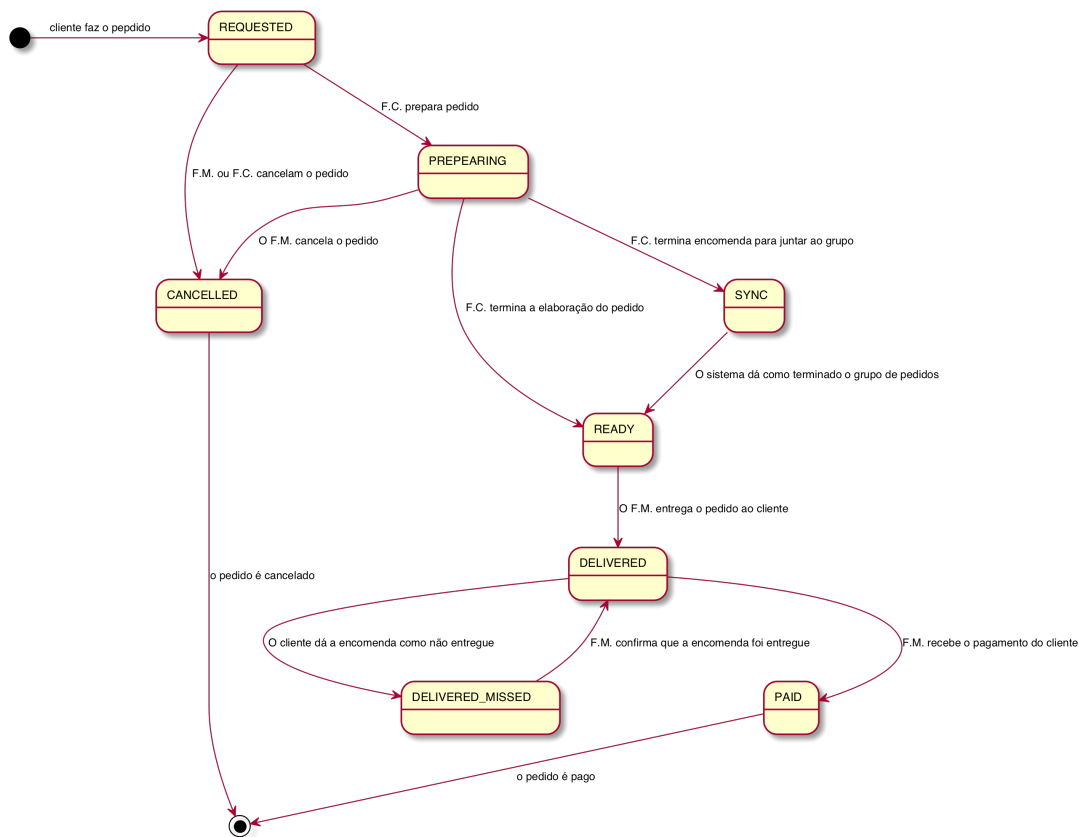 cliente faz o pepdido
REQUESTED
F.C. prepara pedido
PREPEARING
F.M. ou F.C. cancelam o pedido
O F.M. cancela o pedido
F.C. termina encomenda para juntar ao grupo
CANCELLED
SYNC
F.C. termina a elaboração do pedido
O sistema dá como terminado o grupo de pedidos
READY
O F.M. entrega o pedido ao cliente
DELIVERED
o pedido é cancelado
O cliente dá a encomenda como não entregue
F.M. confirma que a encomenda foi entregue
F.M. recebe o pagamento do cliente
DELIVERED_MISSED
PAID
o pedido é pago